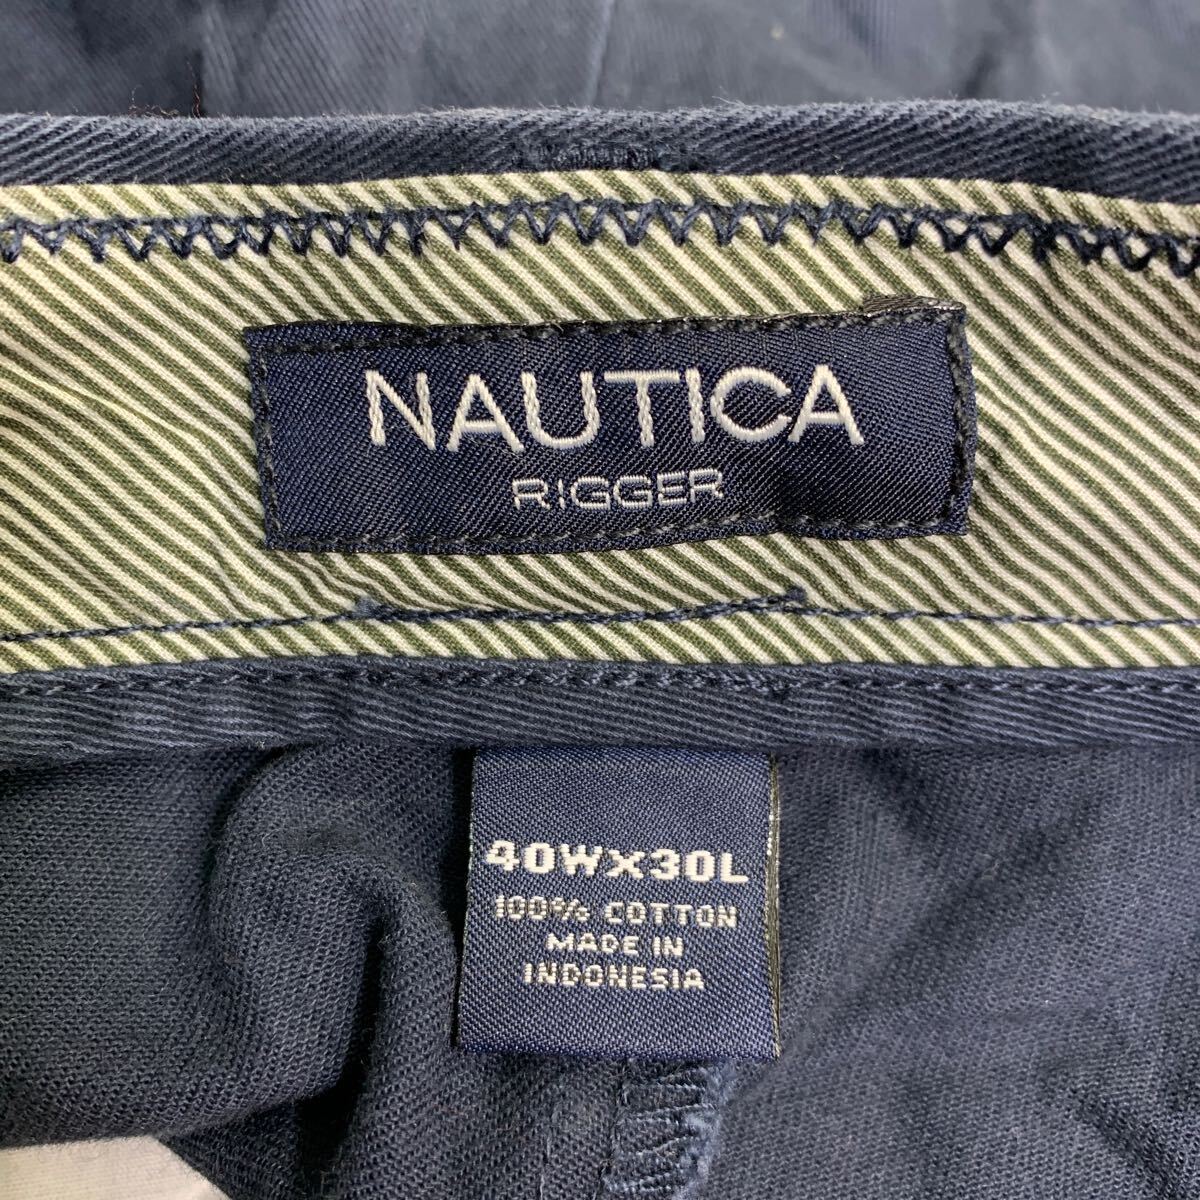 NAUTICA
RIGGER
40WX30L
100% COTTON
MADE IN
INDONESIA